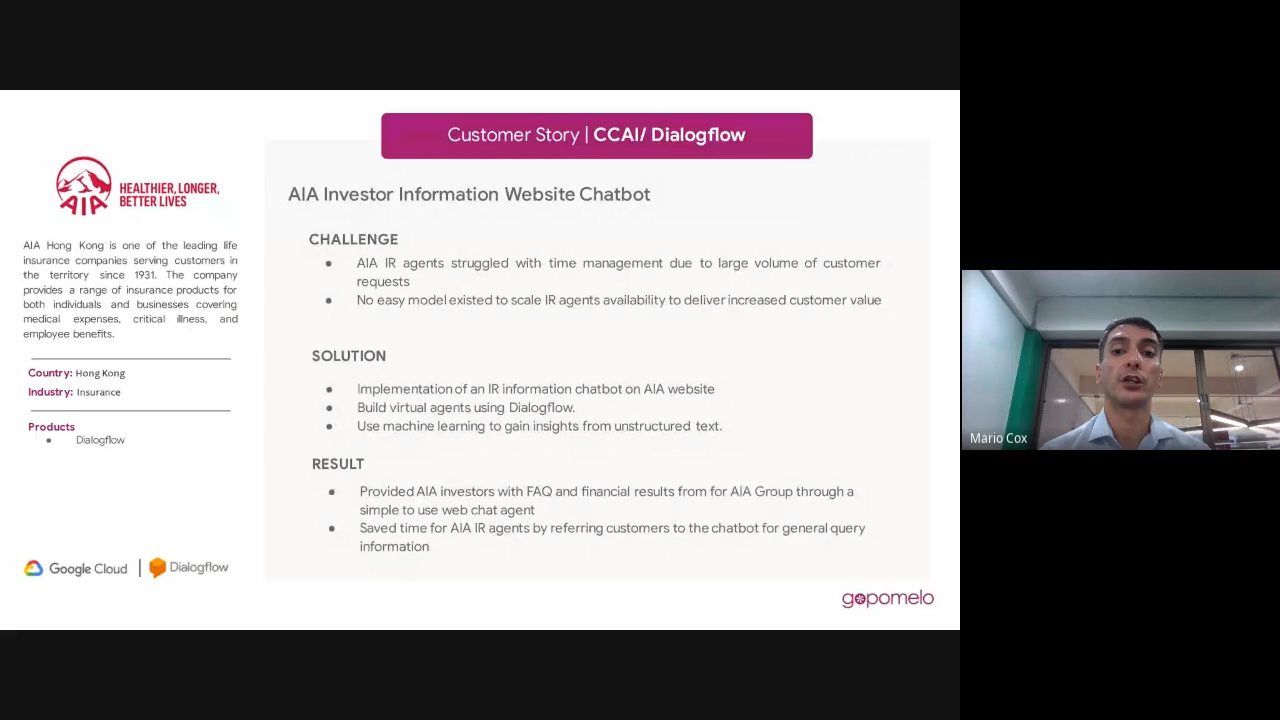 Customer Story | CCAI/ Dialogflow
AIA
HEALTHIER, LONGER,
BETTER LIVES
AIA Hong Kong is one of the leading life
insurance companies serving customers in
the territory since 1931. The company
provides a range of insurance products for
both individuals and businesses covering
medical expenses, critical illness, and
employee benefits.
Country: Hong Kong
Industry: Insurance
Products
Dialogflow
Google Cloud | Dialogflow
AIA Investor Information Website Chatbot
CHALLENGE
AIA IR agents struggled with time management due to large volume of customer
requests
No easy model existed to scale IR agents availability to deliver increased customer value
SOLUTION
Implementation of an IR information chatbot on AIA website
Build virtual agents using Dialogflow.
Use machine learning to gain insights from unstructured text.
RESULT
Provided AIA investors with FAQ and financial results from for AIA Group through a
simple to use web chat agent
Saved time for AIA IR agents by referring customers to the chatbot for general query
information
gopomelo
Mario Cox